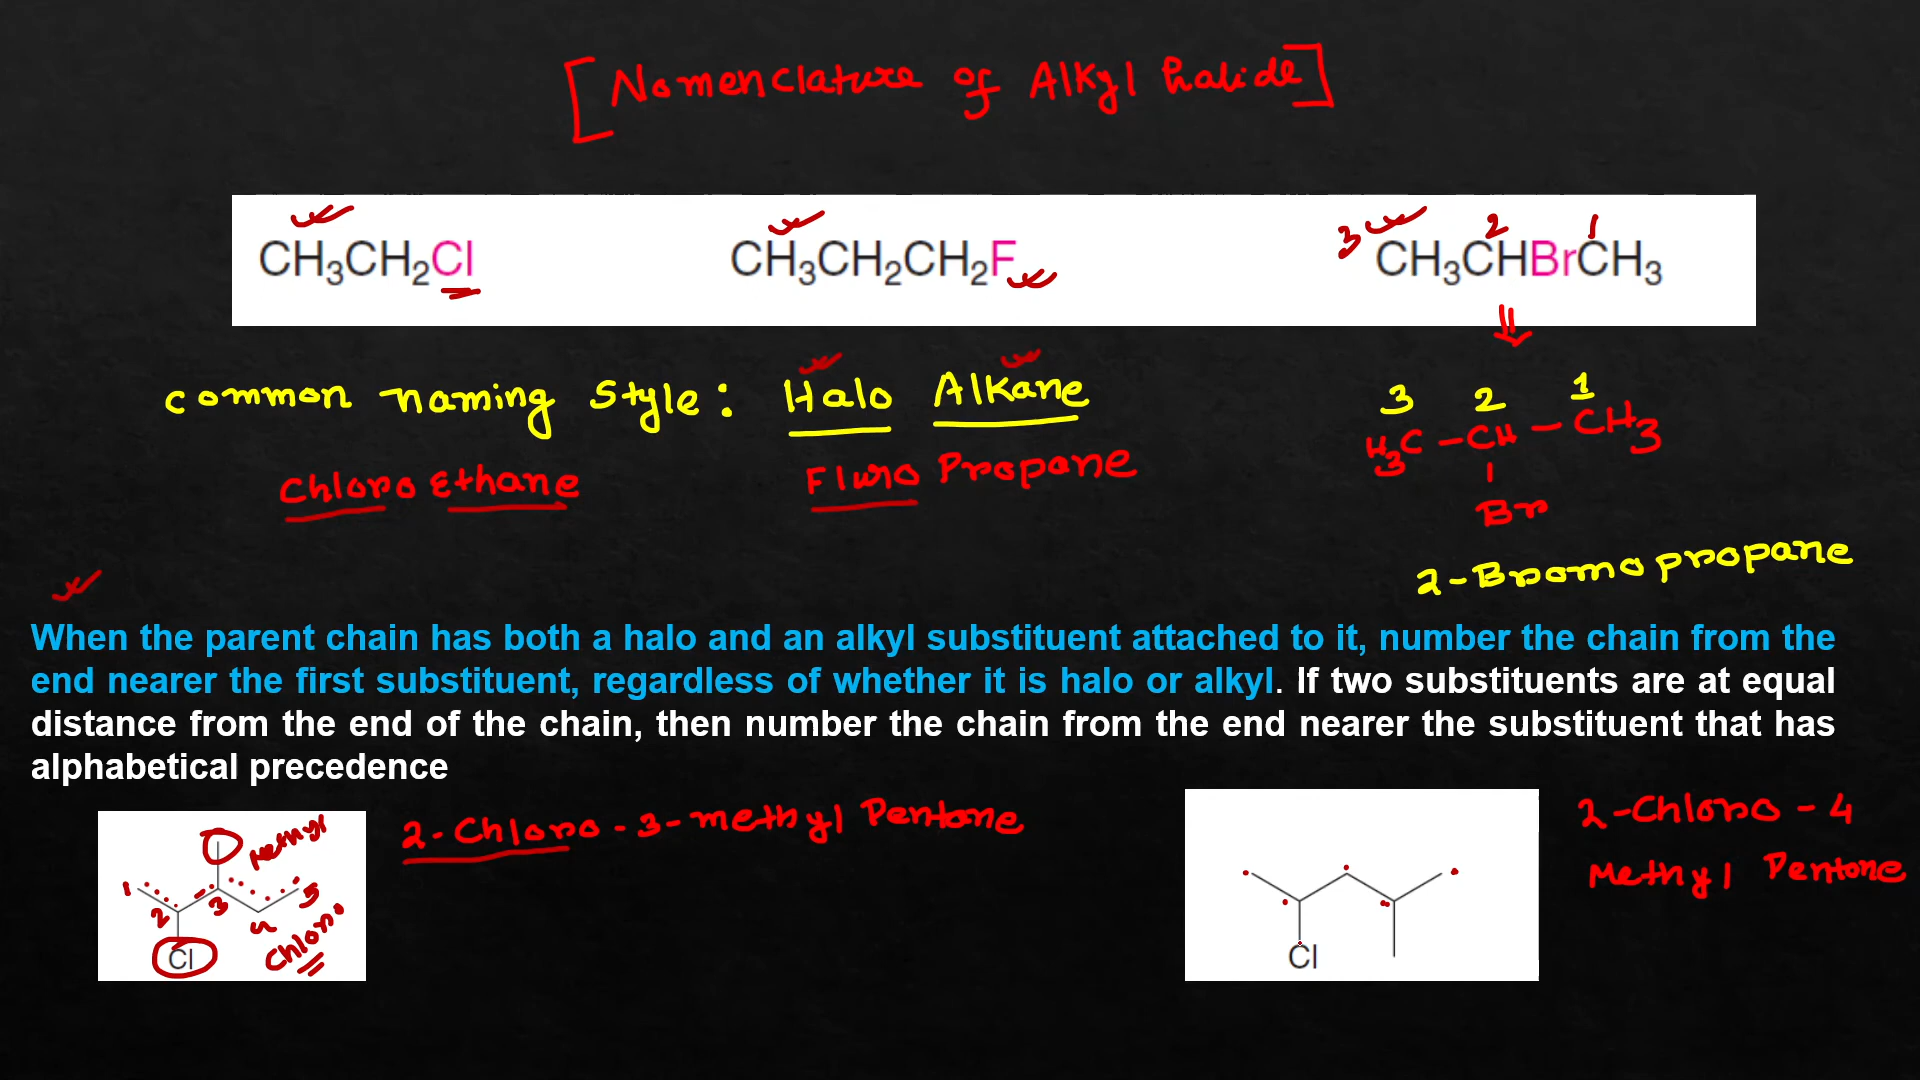 [Nomenclature of Alkyl halide]
CH3CH2Cl CH3CH2CH2F 3 CH3CHBrCH3 2 1
common naming Style: Halo Alkane
3 2 1
H3C - CH - CH3
Br
Chloro Ethane Fluro Propane
2-Bromopropane
When the parent chain has both a halo and an alkyl substituent attached to it, number the chain from the
end nearer the first substituent, regardless of whether it is halo or alkyl. If two substituents are at equal
distance from the end of the chain, then number the chain from the end nearer the substituent that has
alphabetical precedence
2-Chloro-3-methyl Pentane
Methyl
1 2 3 4 5
Cl
Chloro
Cl
2-Chloro-4
Methyl Pentane